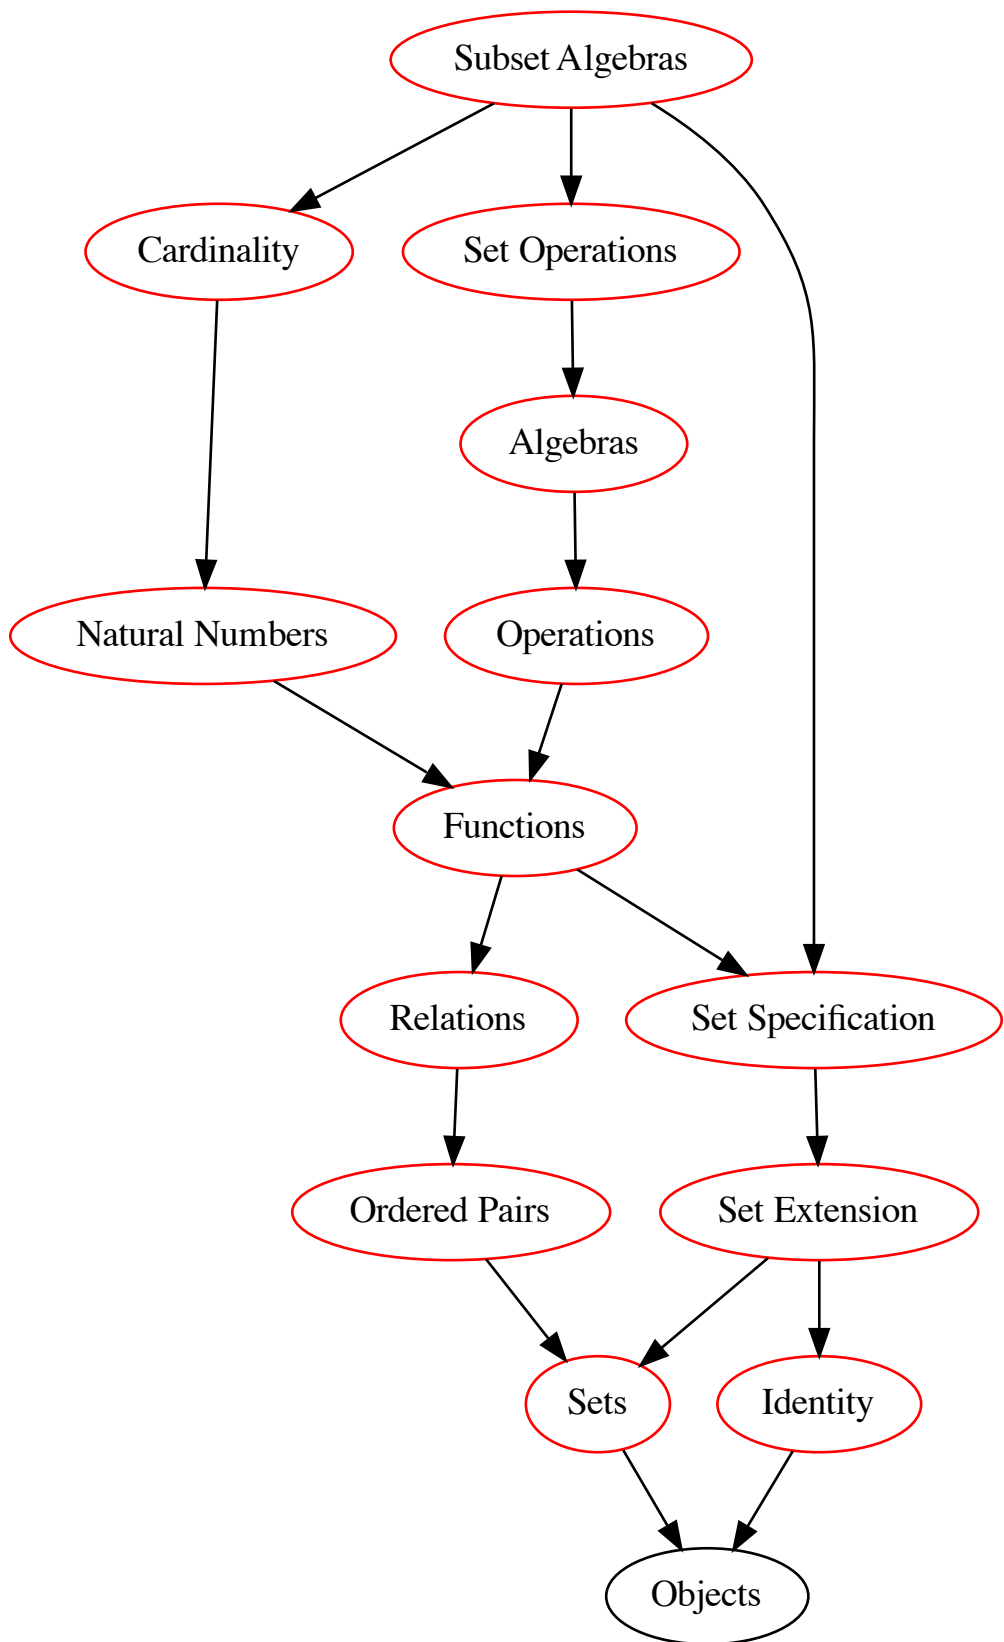 Subset Algebras
Cardinality
Set Operations
Algebras
Natural Numbers
Operations
Functions
Relations
Set Specification
Ordered Pairs
Set Extension
Sets
Identity
Objects